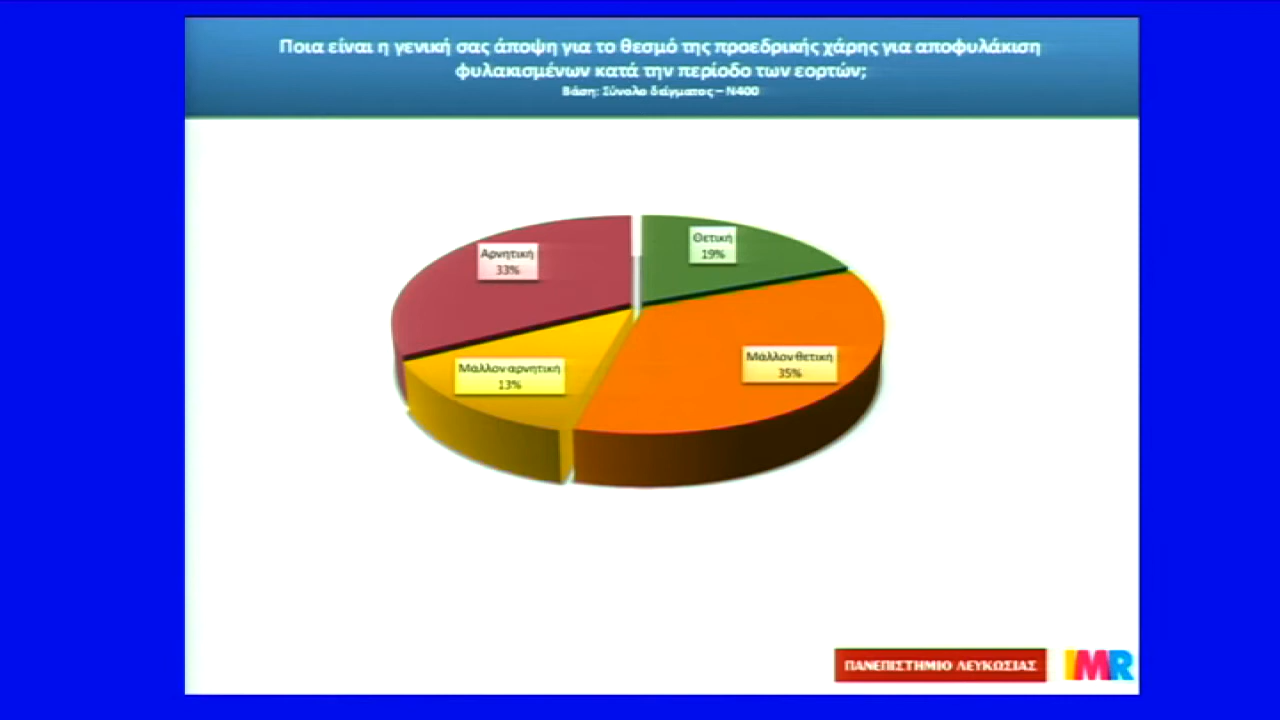 Ποια είναι η γενική σας άποψη για το θεσμό της προεδρικής χάρης για αποφυλάκιση
φυλακισμένων κατά την περίοδο των εορτών;
Βάση: Σύνολο δείγματος – N400
Θετική
19%
Αρνητική
33%
Μάλλον θετική
35%
Μάλλον αρνητική
13%
ΠΑΝΕΠΙΣΤΗΜΙΟ ΛΕΥΚΩΣΙΑΣ
IMR